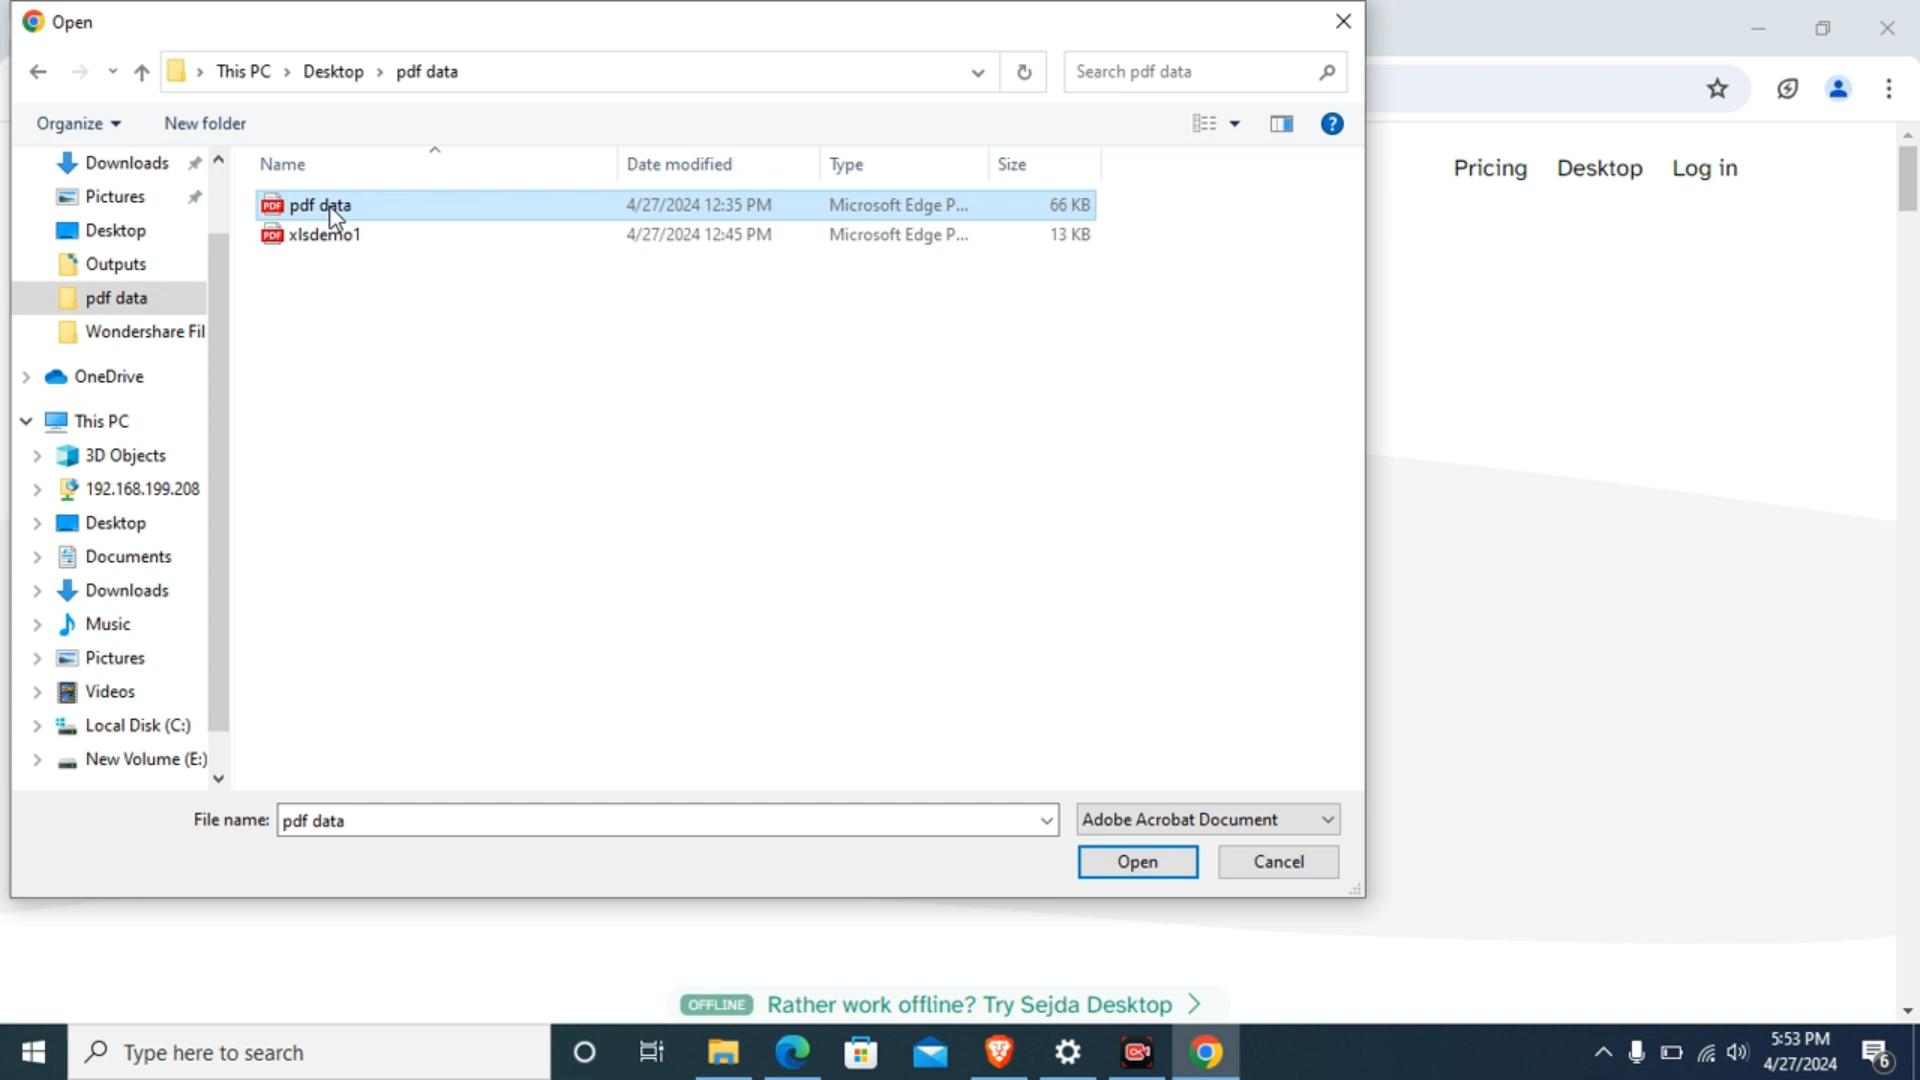 Open
This PC > Desktop > pdf data
Search pdf data
Organize
New folder
Name
Date modified
Type
Size
pdf data 4/27/2024 12:35 PM Microsoft Edge P... 66 KB
xlsdemo1 4/27/2024 12:45 PM Microsoft Edge P... 13 KB
Downloads
Pictures
Desktop
Outputs
pdf data
Wondershare Fil
OneDrive
This PC
3D Objects
192.168.199.208
Desktop
Documents
Downloads
Music
Pictures
Videos
Local Disk (C:)
New Volume (E:)
File name: pdf data
Adobe Acrobat Document
Open
Cancel
Pricing
Desktop
Log in
OFFLINE Rather work offline? Try Sejda Desktop >
Type here to search
5:53 PM
4/27/2024
6